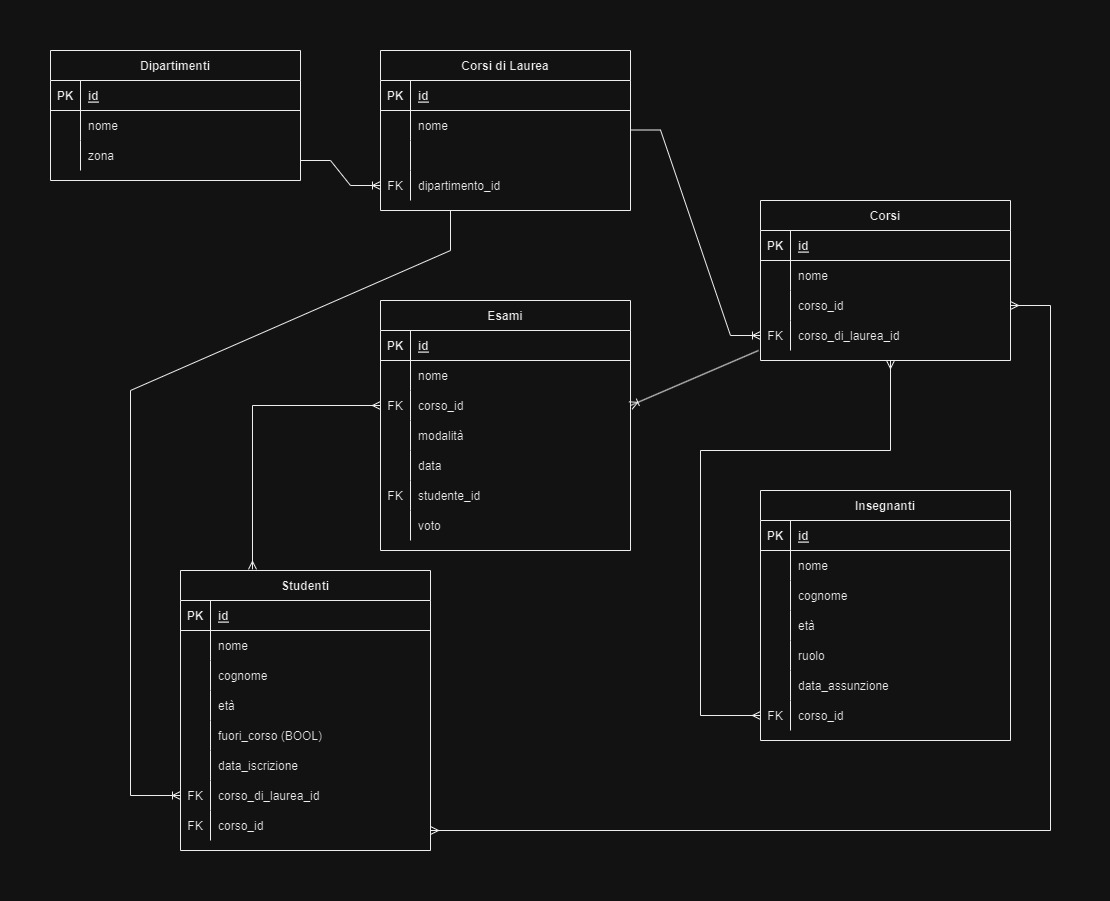 Dipartimenti
PK id
nome
zona
Corsi di Laurea
PK id
nome
FK dipartimento_id
Corsi
PK id
nome
corso_id
FK corso_di_laurea_id
Esami
PK id
nome
FK corso_id
modalità
data
FK studente_id
voto
Insegnanti
PK id
nome
cognome
età
ruolo
data_assunzione
FK corso_id
Studenti
PK id
nome
cognome
età
fuori_corso (BOOL)
data_iscrizione
FK corso_di_laurea_id
FK corso_id